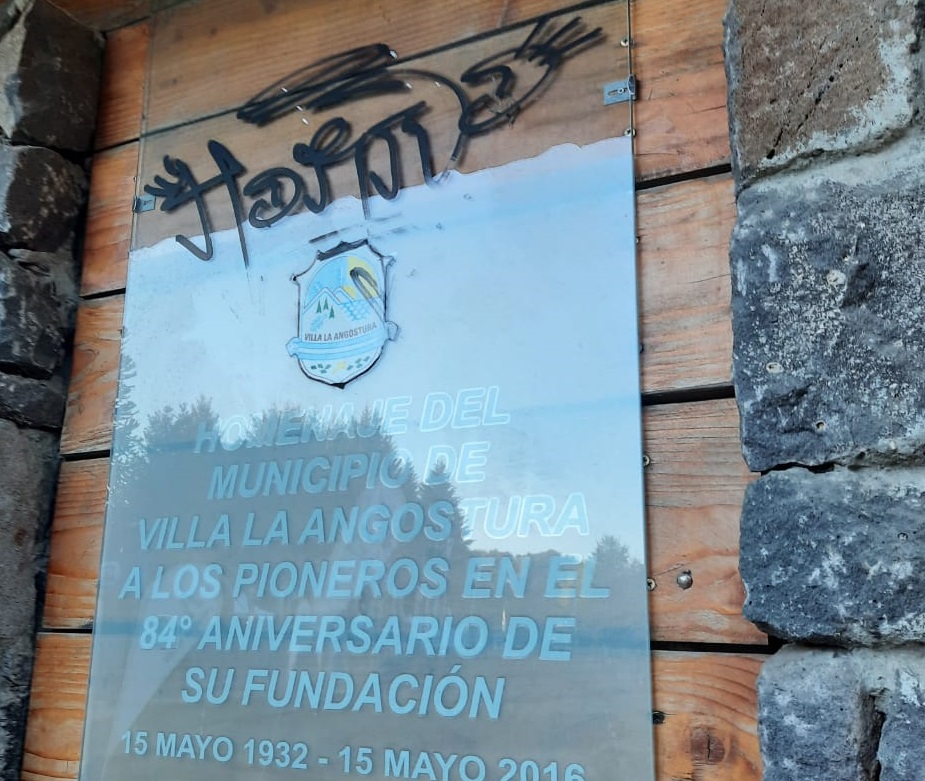 VILLA LA ANGOSTURA
HOMENAJE DEL
MUNICIPIO DE
VILLA LA ANGOSTURA
A LOS PIONEROS EN EL
84º ANIVERSARIO DE
SU FUNDACIÓN
15 MAYO 1932 - 15 MAYO 2016